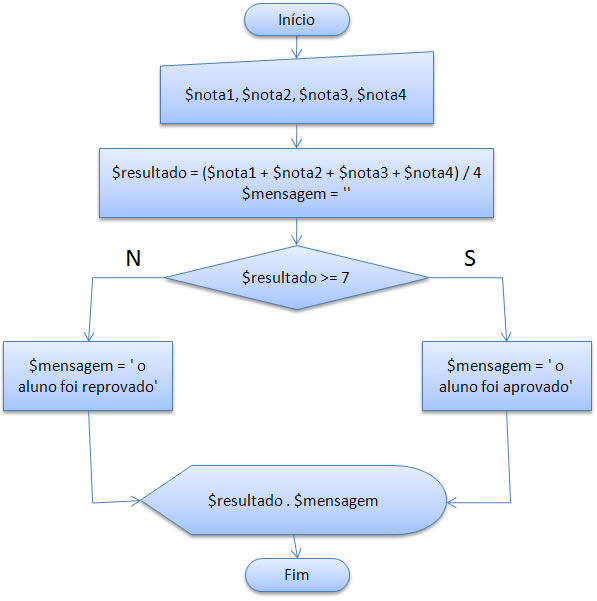 Início
$nota1, $nota2, $nota3, $nota4
$resultado = ($nota1 + $nota2 + $nota3 + $nota4) / 4
$mensagem = ''
N
S
$resultado >= 7
$mensagem = ' o
aluno foi reprovado'
$mensagem = ' o
aluno foi aprovado'
$resultado . $mensagem
Fim